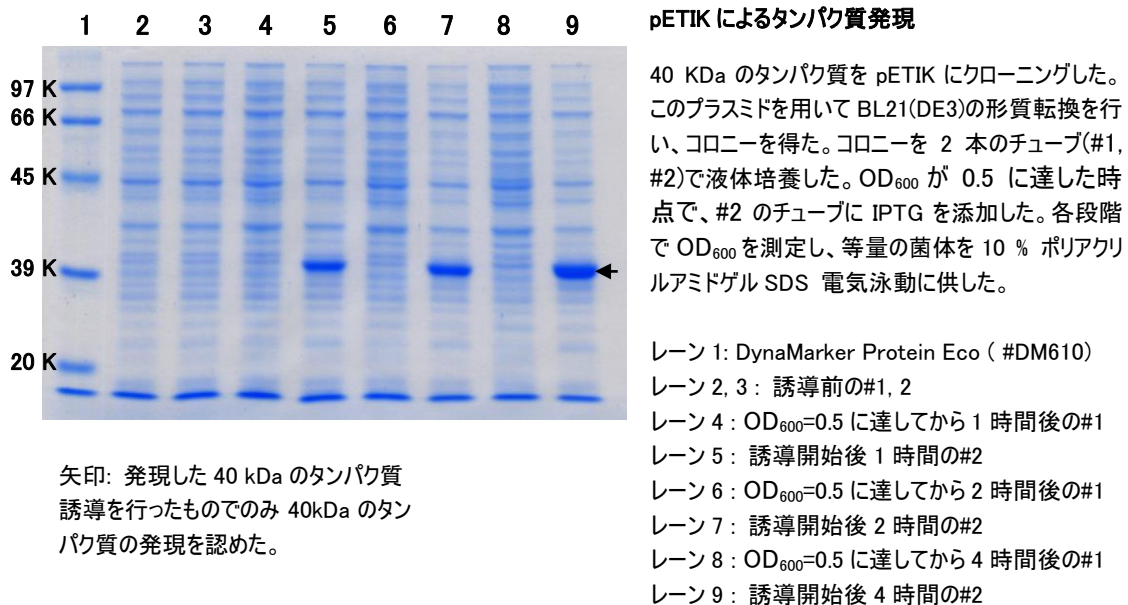 1 2 3 4 5 6 7 8 9
97 K
66 K
45 K
39 K
20 K
矢印: 発現した 40 kDa のタンパク質
誘導を行ったものでのみ 40kDa のタン
パク質の発現を認めた。
pETIK によるタンパク質発現
40 KDa のタンパク質を pETIK にクローニングした。
このプラスミドを用いて BL21(DE3)の形質転換を行
い、コロニーを得た。コロニーを 2 本のチューブ(#1,
#2)で液体培養した。OD600 が 0.5 に達した時
点で、#2 のチューブに IPTG を添加した。各段階
で OD600 を測定し、等量の菌体を 10 % ポリアクリ
ルアミドゲル SDS 電気泳動に供した。
レーン 1: DynaMarker Protein Eco ( #DM610)
レーン 2, 3 : 誘導前の#1, 2
レーン 4 : OD600=0.5 に達してから 1 時間後の#1
レーン 5 : 誘導開始後 1 時間の#2
レーン 6 : OD600=0.5 に達してから 2 時間後の#1
レーン 7 : 誘導開始後 2 時間の#2
レーン 8 : OD600=0.5 に達してから 4 時間後の#1
レーン 9 : 誘導開始後 4 時間の#2